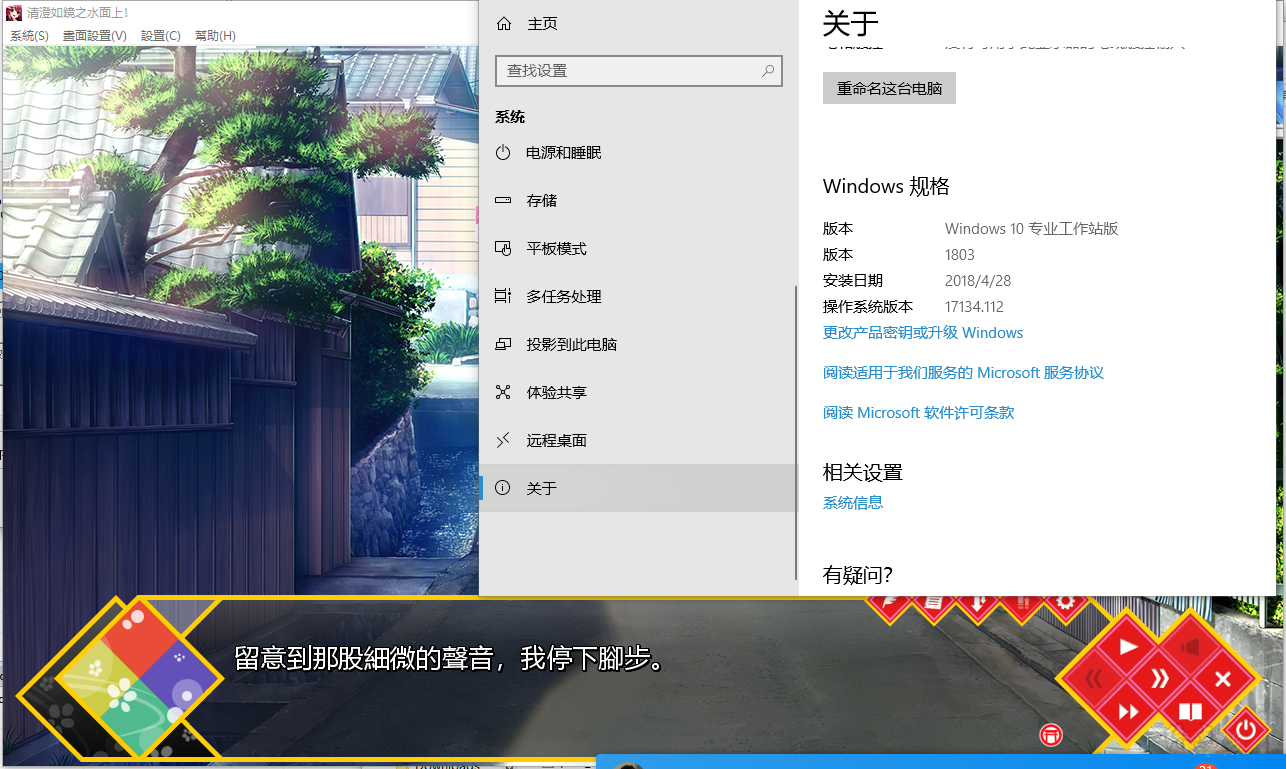 清澄如鏡之水面上!
系統(S) 畫面設置(V) 設置(C) 幫助(H)
主页
查找设置
系统
电源和睡眠
存储
平板模式
多任务处理
投影到此电脑
体验共享
远程桌面
关于
关于
重命名这台电脑
Windows 规格
版本 Windows 10 专业工作站版
版本 1803
安装日期 2018/4/28
操作系统版本 17134.112
更改产品密钥或升级 Windows
阅读适用于我们服务的 Microsoft 服务协议
阅读 Microsoft 软件许可条款
相关设置
系统信息
有疑问?
留意到那股細微的聲音，我停下腳步。
Downloads